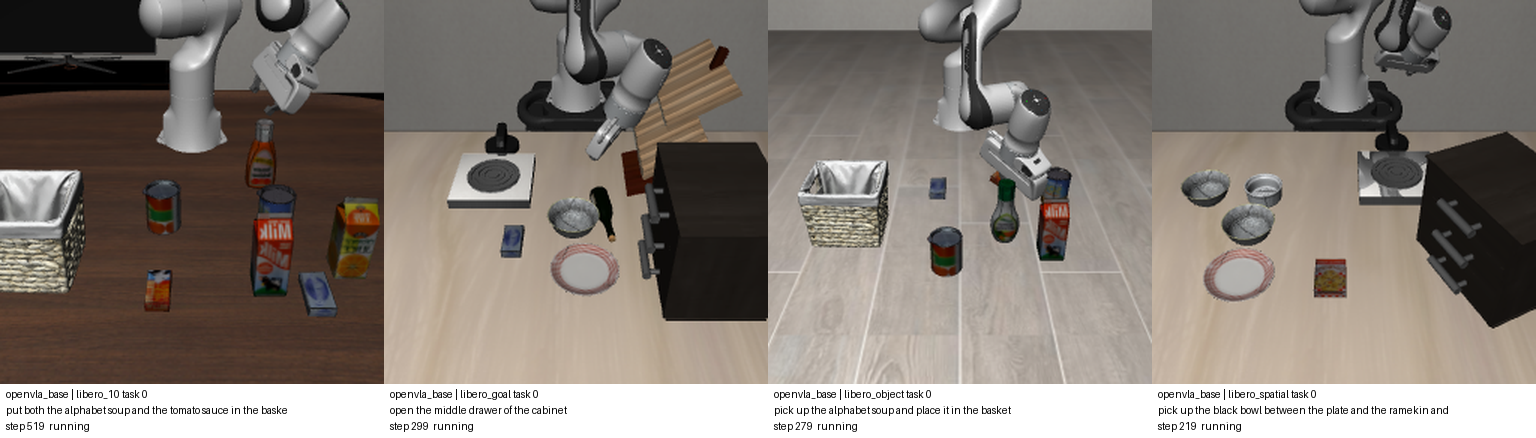 openvla_base | libero_10 task 0
put both the alphabet soup and the tomato sauce in the baske
step 519 running
openvla_base | libero_goal task 0
open the middle drawer of the cabinet
step 299 running
openvla_base | libero_object task 0
pick up the alphabet soup and place it in the basket
step 279 running
openvla_base | libero_spatial task 0
pick up the black bowl between the plate and the ramekin and
step 219 running
Milk
Milk